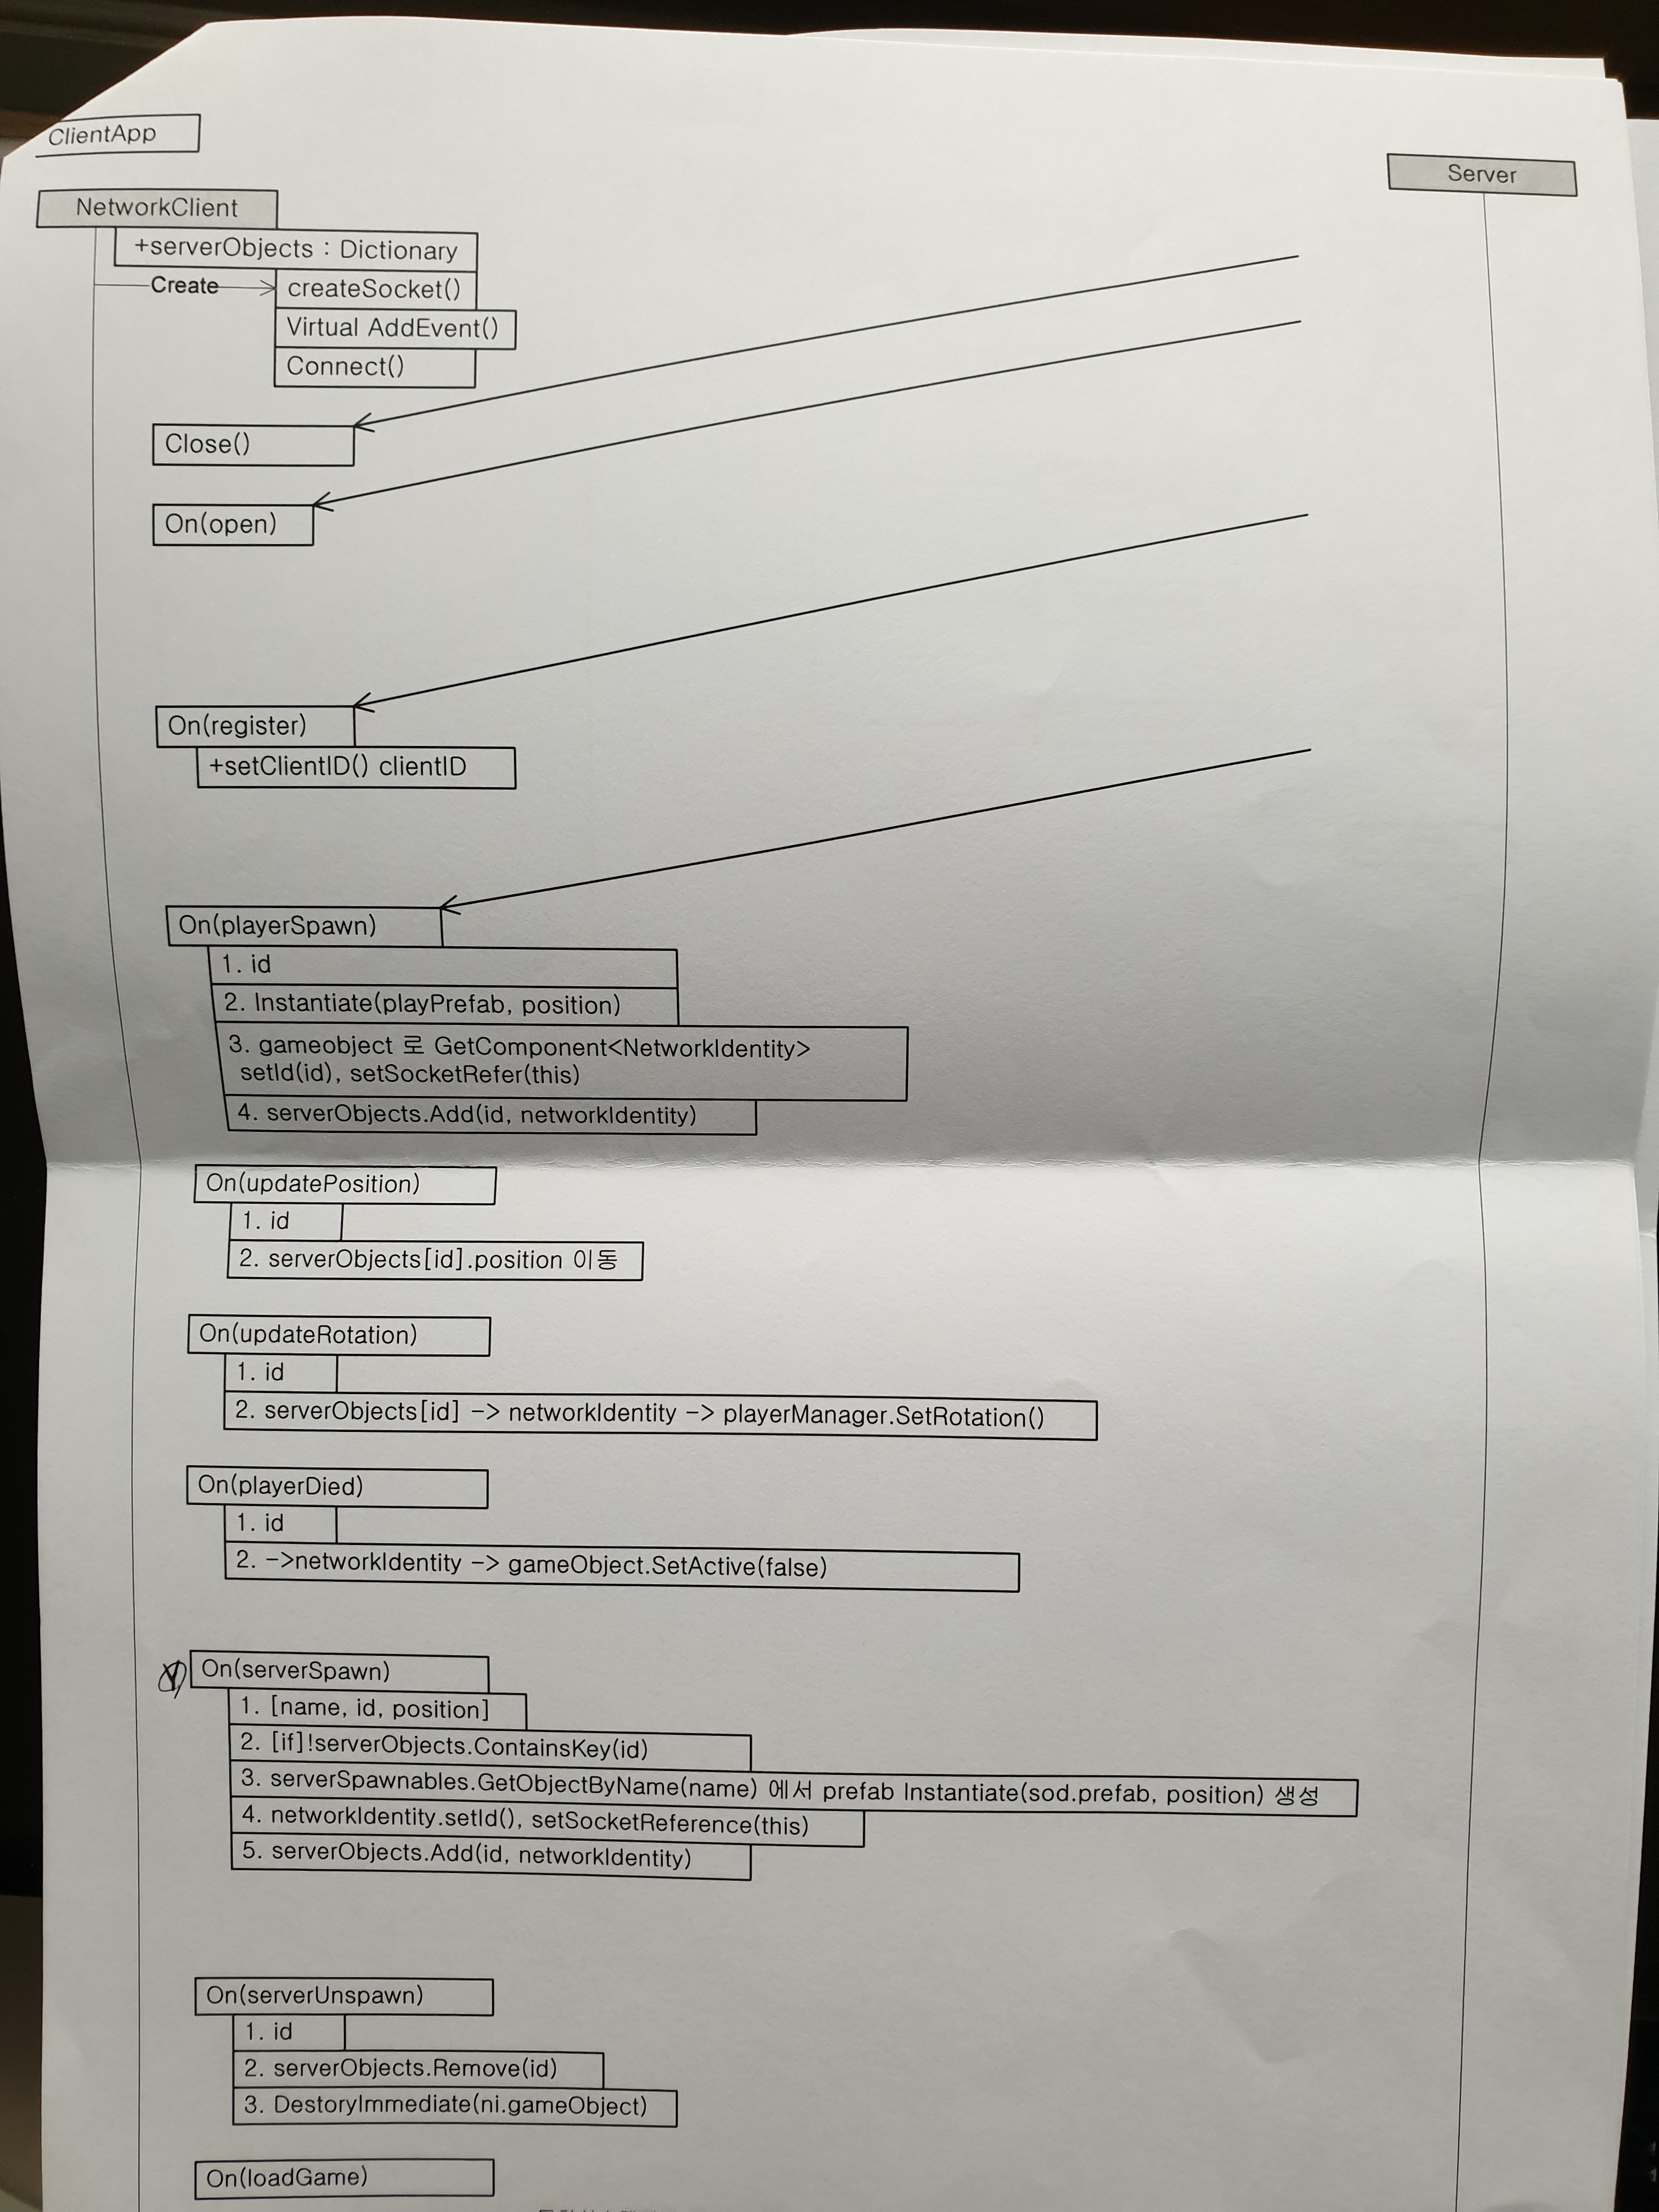 ClientApp
Server
NetworkClient
+serverObjects : Dictionary
Create
createSocket()
Virtual AddEvent()
Connect()
Close()
On(open)
On(register)
+setClientID() clientID
On(playerSpawn)
1. id
2. Instantiate(playPrefab, position)
3. gameobject 로 GetComponent<NetworkIdentity>
setId(id), setSocketRefer(this)
4. serverObjects.Add(id, networkIdentity)
On(updatePosition)
1. id
2. serverObjects[id].position 이동
On(updateRotation)
1. id
2. serverObjects[id] -> networkIdentity -> playerManager.SetRotation()
On(playerDied)
1. id
2. ->networkIdentity -> gameObject.SetActive(false)
On(serverSpawn)
1. [name, id, position]
2. [if]!serverObjects.ContainsKey(id)
3. serverSpawnables.GetObjectByName(name) 에서 prefab Instantiate(sod.prefab, position) 생성
4. networkIdentity.setId(), setSocketReference(this)
5. serverObjects.Add(id, networkIdentity)
On(serverUnspawn)
1. id
2. serverObjects.Remove(id)
3. DestoryImmediate(ni.gameObject)
On(loadGame)